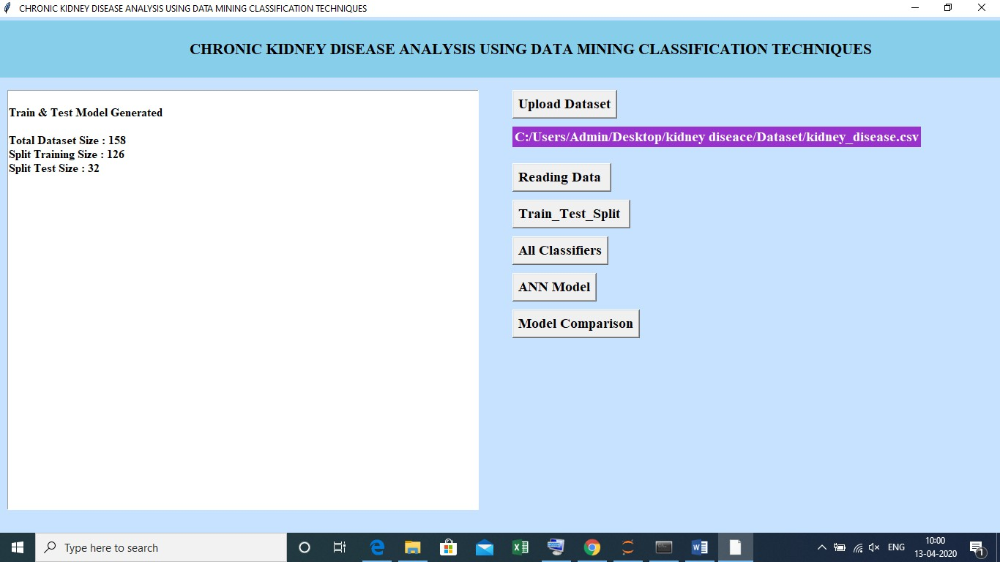 CHRONIC KIDNEY DISEASE ANALYSIS USING DATA MINING CLASSIFICATION TECHNIQUES
CHRONIC KIDNEY DISEASE ANALYSIS USING DATA MINING CLASSIFICATION TECHNIQUES
Train & Test Model Generated
Total Dataset Size : 158
Split Training Size : 126
Split Test Size : 32
Upload Dataset
C:/Users/Admin/Desktop/kidney diseace/Dataset/kidney_disease.csv
Reading Data
Train_Test_Split
All Classifiers
ANN Model
Model Comparison
Type here to search
ENG
10:00
13-04-2020
1